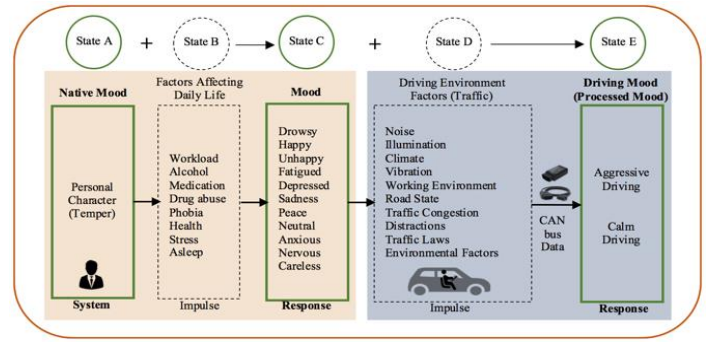 State A
+
State B
State C
+
State D
State E
Native Mood
Personal
Character
(Temper)
System
Factors Affecting
Daily Life
Workload
Alcohol
Medication
Drug abuse
Phobia
Health
Stress
Asleep
Impulse
Mood
Drowsy
Happy
Unhappy
Fatigued
Depressed
Sadness
Peace
Neutral
Anxious
Nervous
Careless
Response
Driving Environment
Factors (Traffic)
Noise
Illumination
Climate
Vibration
Working Environment
Road State
Traffic Congestion
Distractions
Traffic Laws
Environmental Factors
Impulse
CAN
bus
Data
Driving Mood
(Processed Mood)
Aggressive
Driving
Calm
Driving
Response